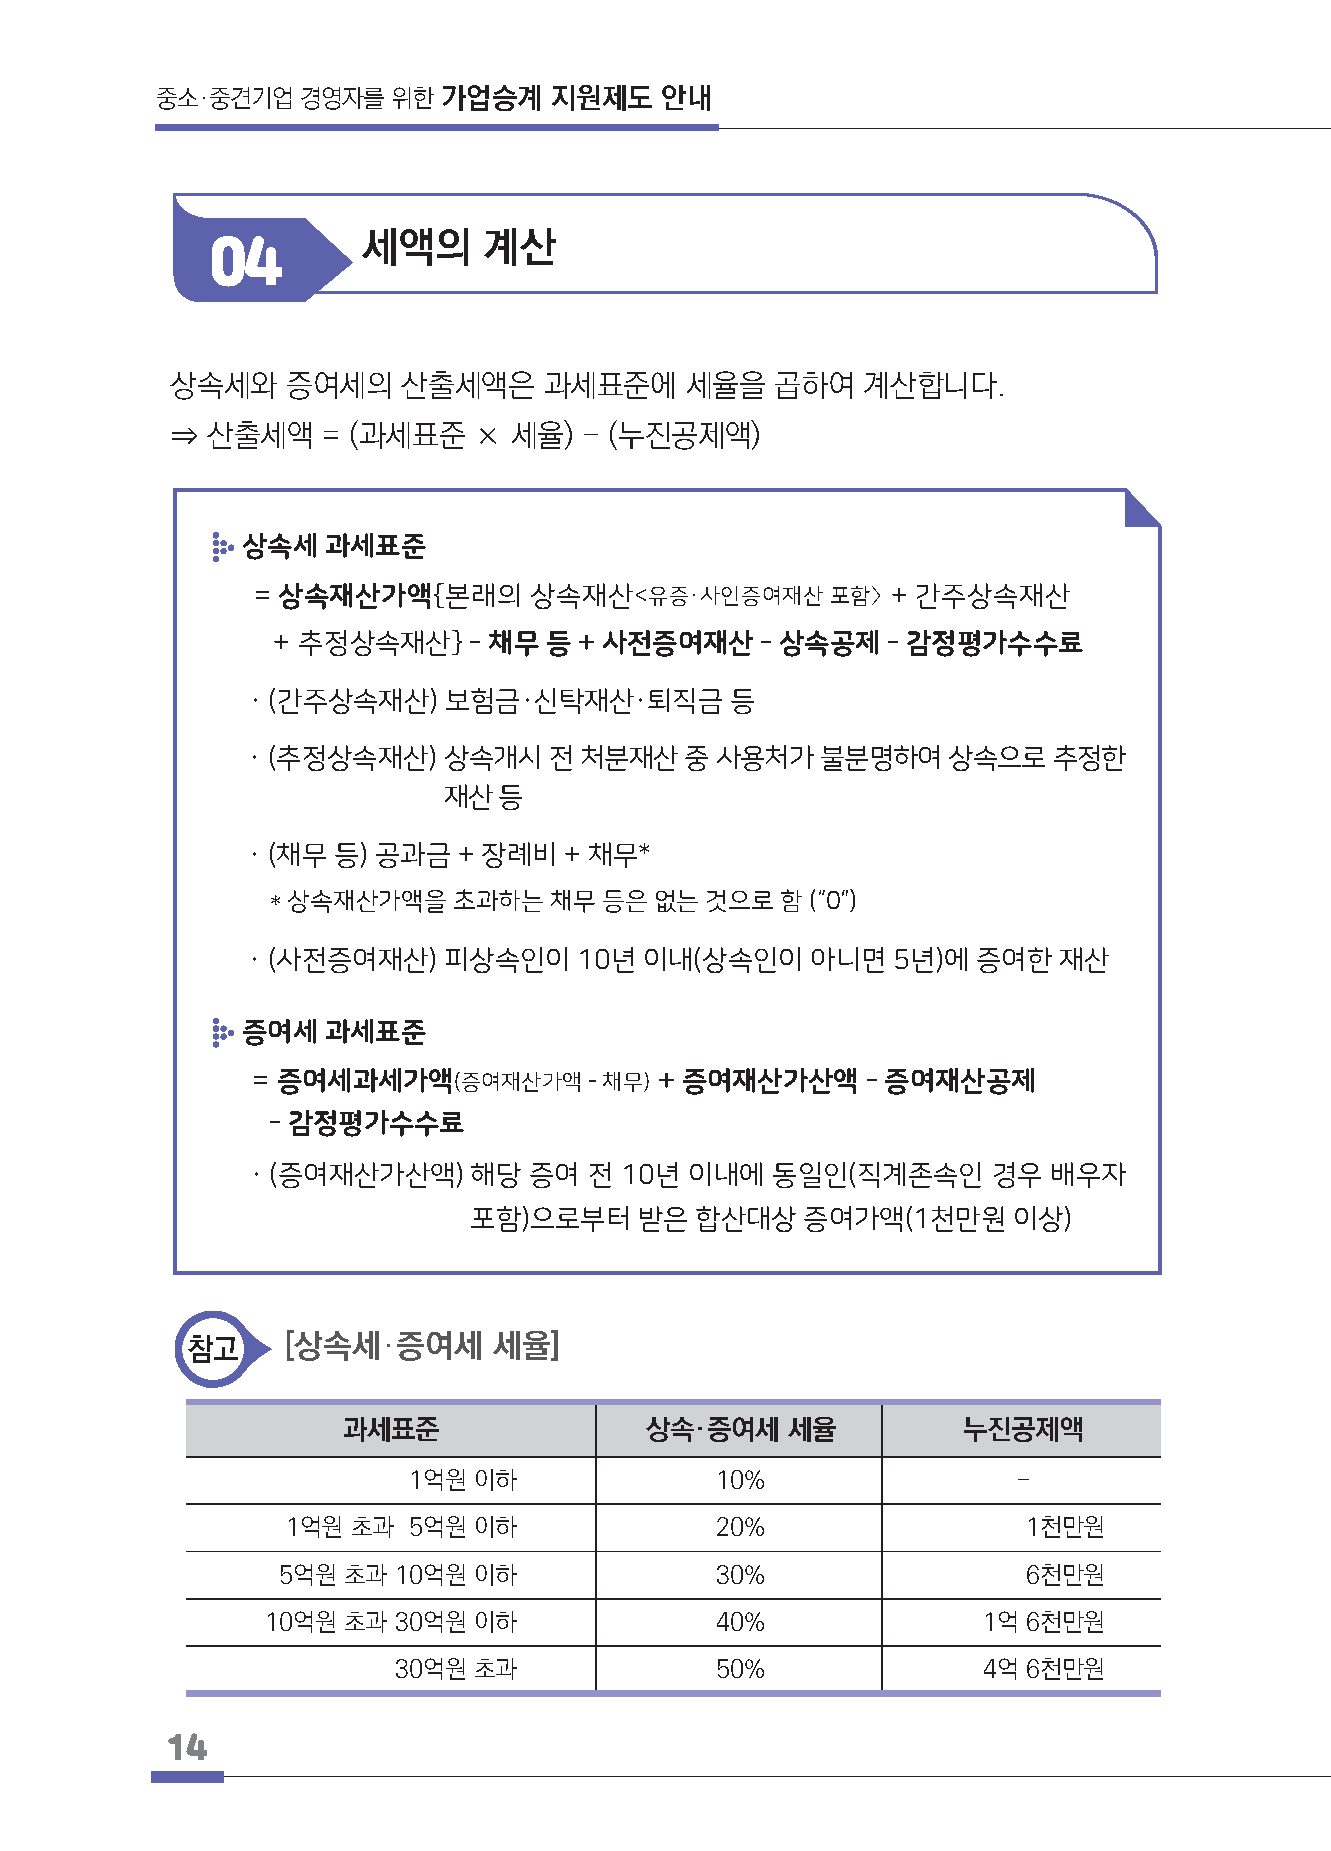 중소·중견기업 경영자를 위한 가업승계 지원제도 안내
04 세액의 계산
상속세와 증여세의 산출세액은 과세표준에 세율을 곱하여 계산합니다.
⇒ 산출세액 = (과세표준 × 세율) - (누진공제액)
상속세 과세표준
= 상속재산가액{본래의 상속재산<유증·사인증여재산 포함> + 간주상속재산
+ 추정상속재산} - 채무 등 + 사전증여재산 - 상속공제 - 감정평가수수료
· (간주상속재산) 보험금·신탁재산·퇴직금 등
· (추정상속재산) 상속개시 전 처분재산 중 사용처가 불분명하여 상속으로 추정한
재산 등
· (채무 등) 공과금 + 장례비 + 채무*
* 상속재산가액을 초과하는 채무 등은 없는 것으로 함 (“0”)
· (사전증여재산) 피상속인이 10년 이내(상속인이 아니면 5년)에 증여한 재산
증여세 과세표준
= 증여세과세가액(증여재산가액 - 채무) + 증여재산가산액 - 증여재산공제
- 감정평가수수료
· (증여재산가산액) 해당 증여 전 10년 이내에 동일인(직계존속인 경우 배우자
포함)으로부터 받은 합산대상 증여가액(1천만원 이상)
참고 [상속세·증여세 세율]
과세표준 상속·증여세 세율 누진공제액
1억원 이하 10% -
1억원 초과 5억원 이하 20% 1천만원
5억원 초과 10억원 이하 30% 6천만원
10억원 초과 30억원 이하 40% 1억 6천만원
30억원 초과 50% 4억 6천만원
14